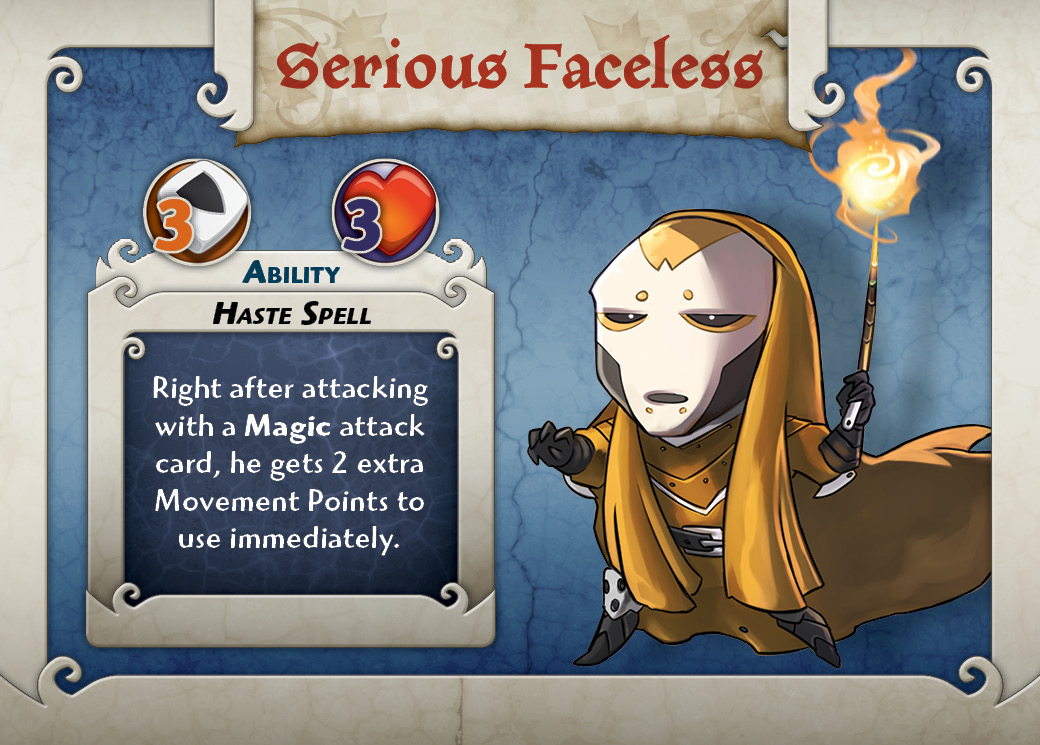 Serious Faceless
3
3
Ability
Haste Spell
Right after attacking
with a Magic attack
card, he gets 2 extra
Movement Points to
use immediately.